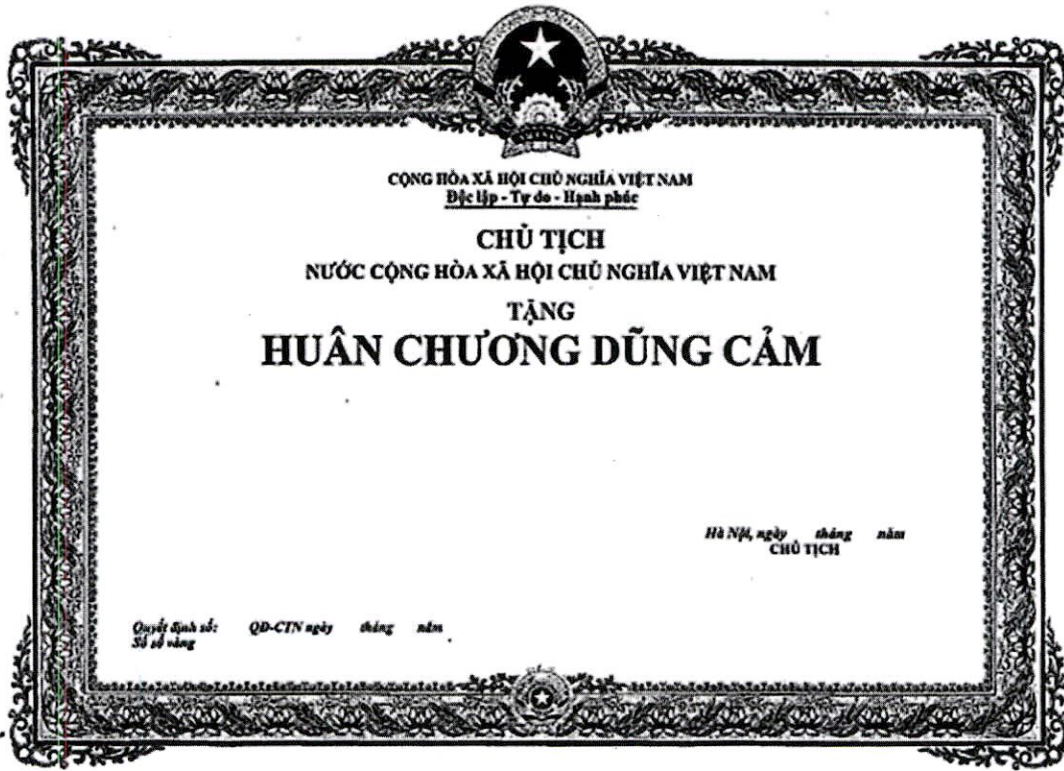 CỘNG HÒA XÃ HỘI CHỦ NGHĨA VIỆT NAM
Độc lập - Tự do - Hạnh phúc
CHỦ TỊCH
NƯỚC CỘNG HÒA XÃ HỘI CHỦ NGHĨA VIỆT NAM
TẶNG
HUÂN CHƯƠNG DŨNG CẢM
Hà Nội, ngày tháng năm
CHỦ TỊCH
Quyết định số: QĐ-CTN ngày tháng năm
Số sổ vàng